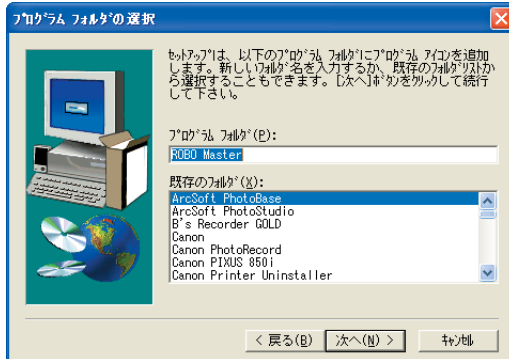 ﾌﾟﾛｸﾞﾗﾑ ﾌｫﾙﾀﾞの選択
ｾｯﾄｱｯﾌﾟは、以下のﾌﾟﾛｸﾞﾗﾑ ﾌｫﾙﾀﾞにﾌﾟﾛｸﾞﾗﾑ ｱｲｺﾝを追加
します。新しいﾌｫﾙﾀﾞ名を入力するか、既存のﾌｫﾙﾀﾞﾘｽﾄか
ら選択することもできます。[次へ]ﾎﾞﾀﾝをｸﾘｯｸして続行
して下さい。
ﾌﾟﾛｸﾞﾗﾑ ﾌｫﾙﾀﾞ(P):
ROBO Master
既存のﾌｫﾙﾀﾞ(X):
ArcSoft PhotoBase
ArcSoft PhotoStudio
B's Recorder GOLD
Canon
Canon PhotoRecord
Canon PIXUS 850i
Canon Printer Uninstaller
< 戻る(B)
次へ(N) >
ｷｬﾝｾﾙ